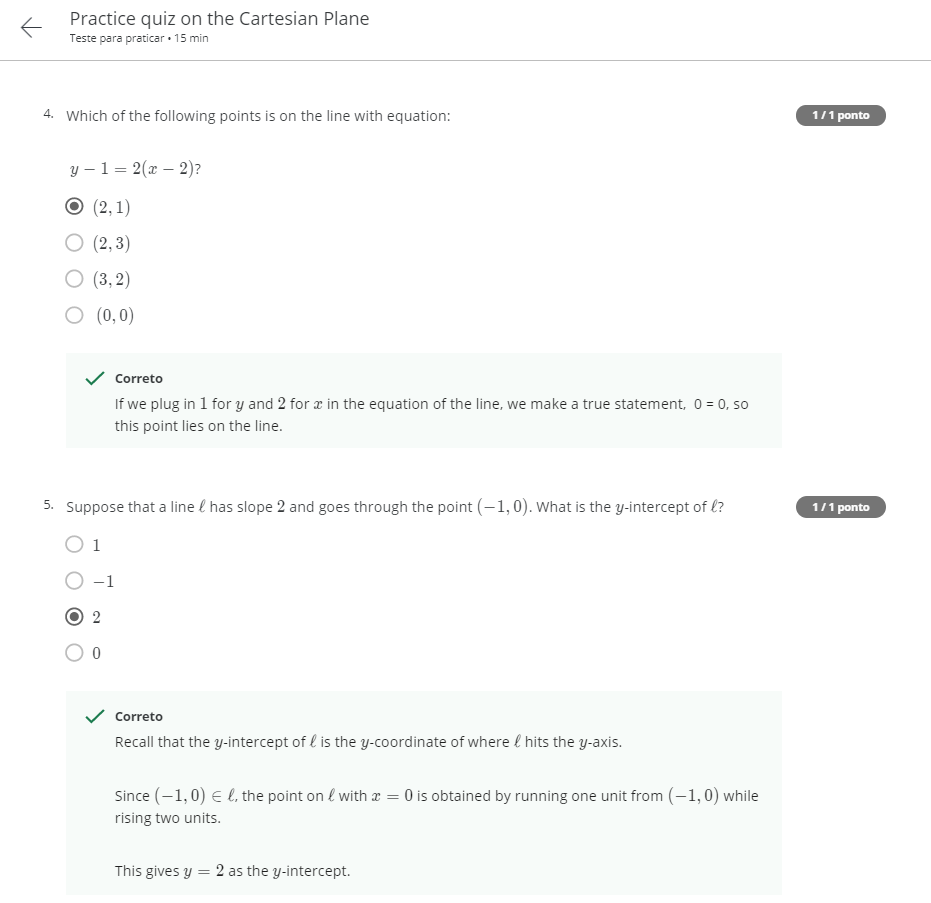 Practice quiz on the Cartesian Plane
Teste para praticar • 15 min
4. Which of the following points is on the line with equation:
1 / 1 ponto
y − 1 = 2(x − 2)?
(2, 1)
(2, 3)
(3, 2)
(0, 0)
Correto
If we plug in 1 for y and 2 for x in the equation of the line, we make a true statement, 0 = 0, so
this point lies on the line.
5. Suppose that a line ℓ has slope 2 and goes through the point (−1, 0). What is the y-intercept of ℓ?
1 / 1 ponto
1
−1
2
0
Correto
Recall that the y-intercept of ℓ is the y-coordinate of where ℓ hits the y-axis.
Since (−1, 0) ∈ ℓ, the point on ℓ with x = 0 is obtained by running one unit from (−1, 0) while
rising two units.
This gives y = 2 as the y-intercept.